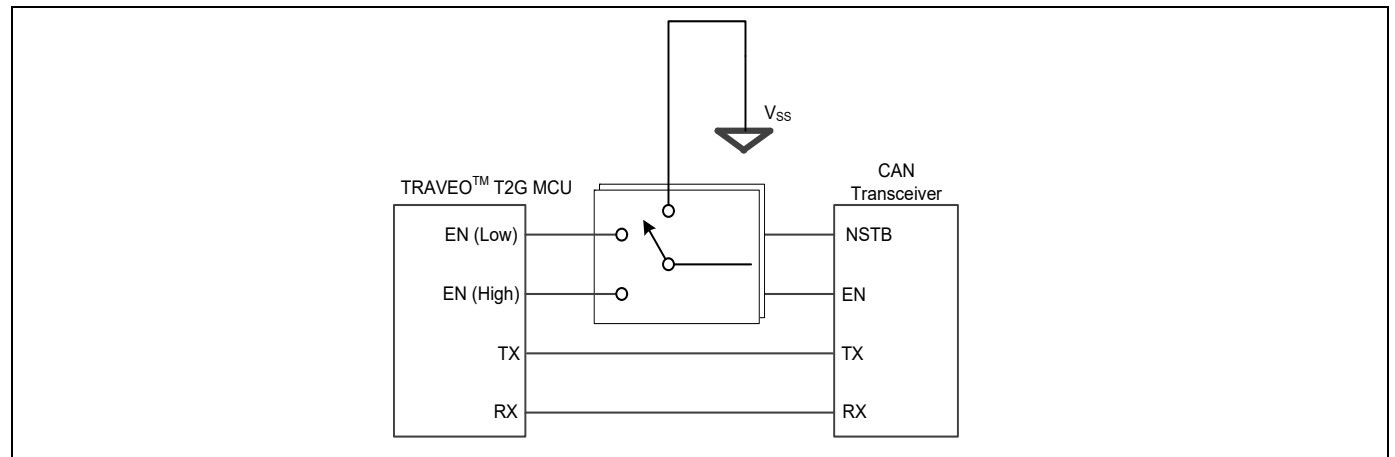 VSS
TRAVEO™ T2G MCU
CAN
Transceiver
EN (Low)
NSTB
EN (High)
EN
TX
TX
RX
RX